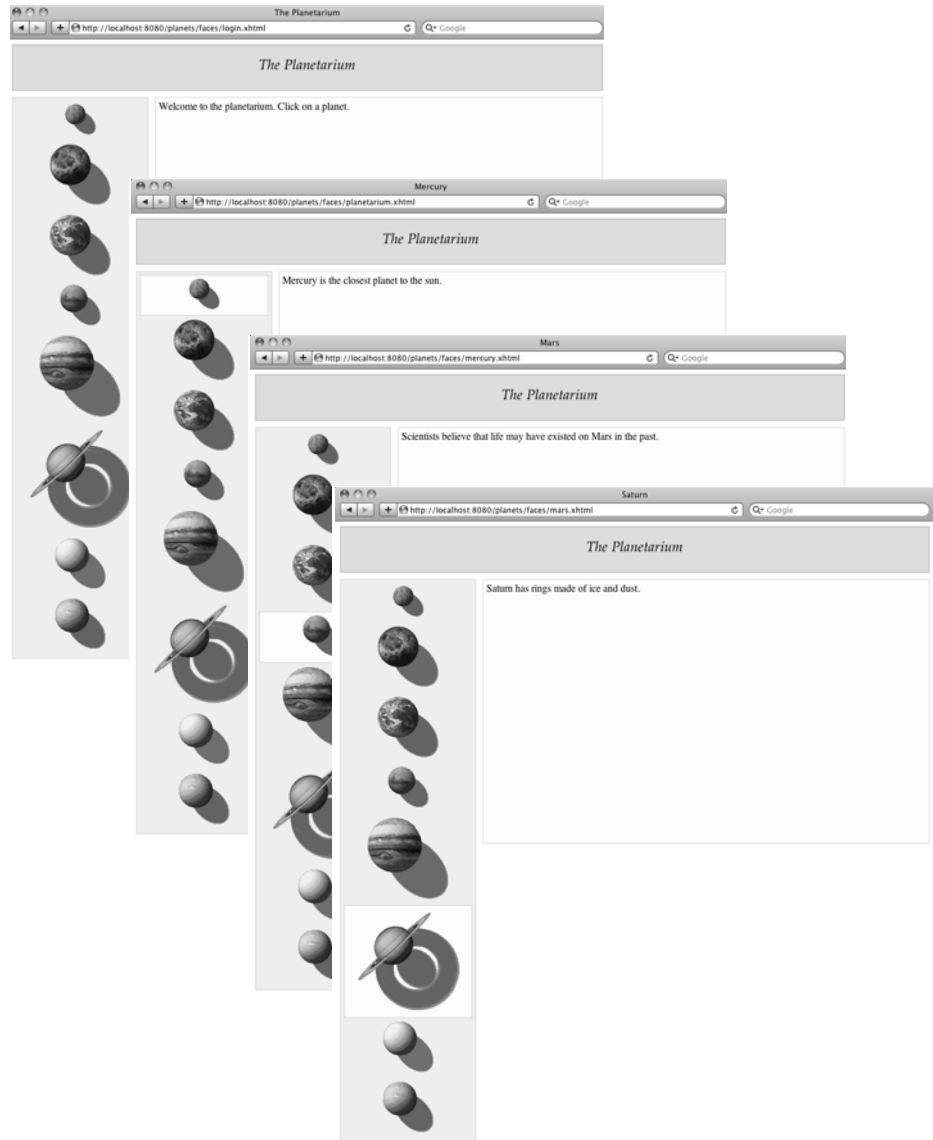 The Planetarium
http://localhost:8080/planets/faces/login.xhtml
Google
The Planetarium
Welcome to the planetarium. Click on a planet.
Mercury
http://localhost:8080/planets/faces/planetarium.xhtml
Google
The Planetarium
Mercury is the closest planet to the sun.
Mars
http://localhost:8080/planets/faces/mercury.xhtml
Google
The Planetarium
Scientists believe that life may have existed on Mars in the past.
Saturn
http://localhost:8080/planets/faces/mars.xhtml
Google
The Planetarium
Saturn has rings made of ice and dust.